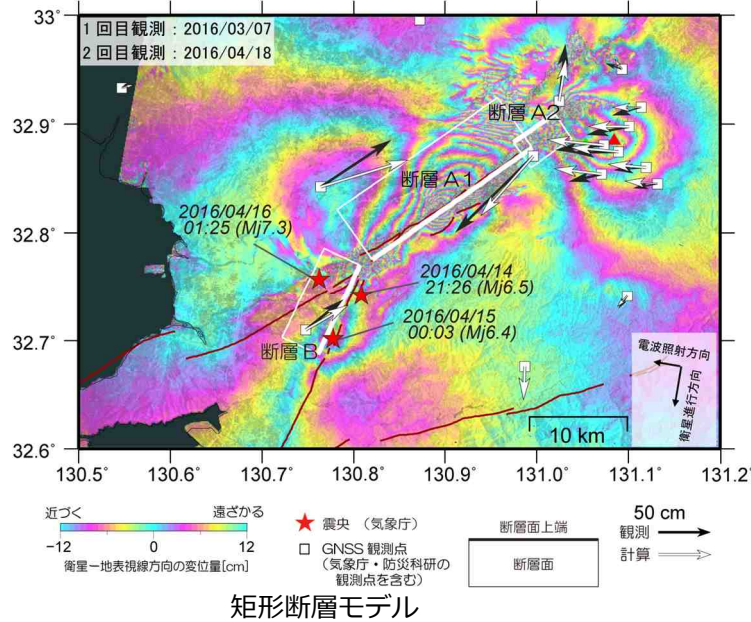 1回目観測：2016/03/07
2回目観測：2016/04/18
33°
32.9°
32.8°
32.7°
32.6°
断層A2
断層A1
2016/04/16
01:25 (Mj7.3)
2016/04/14
21:26 (Mj6.5)
2016/04/15
00:03 (Mj6.4)
断層B
電波照射方向
衛星進行方向
10 km
130.5° 130.6° 130.7° 130.8° 130.9° 131.0° 131.1° 131.2°
近づく 遠ざかる
-12 0 12
衛星ー地表視線方向の変位量[cm]
震央 （気象庁）
GNSS 観測点
（気象庁・防災科研の
観測点を含む）
断層面上端
断層面
50 cm
観測
計算
矩形断層モデル